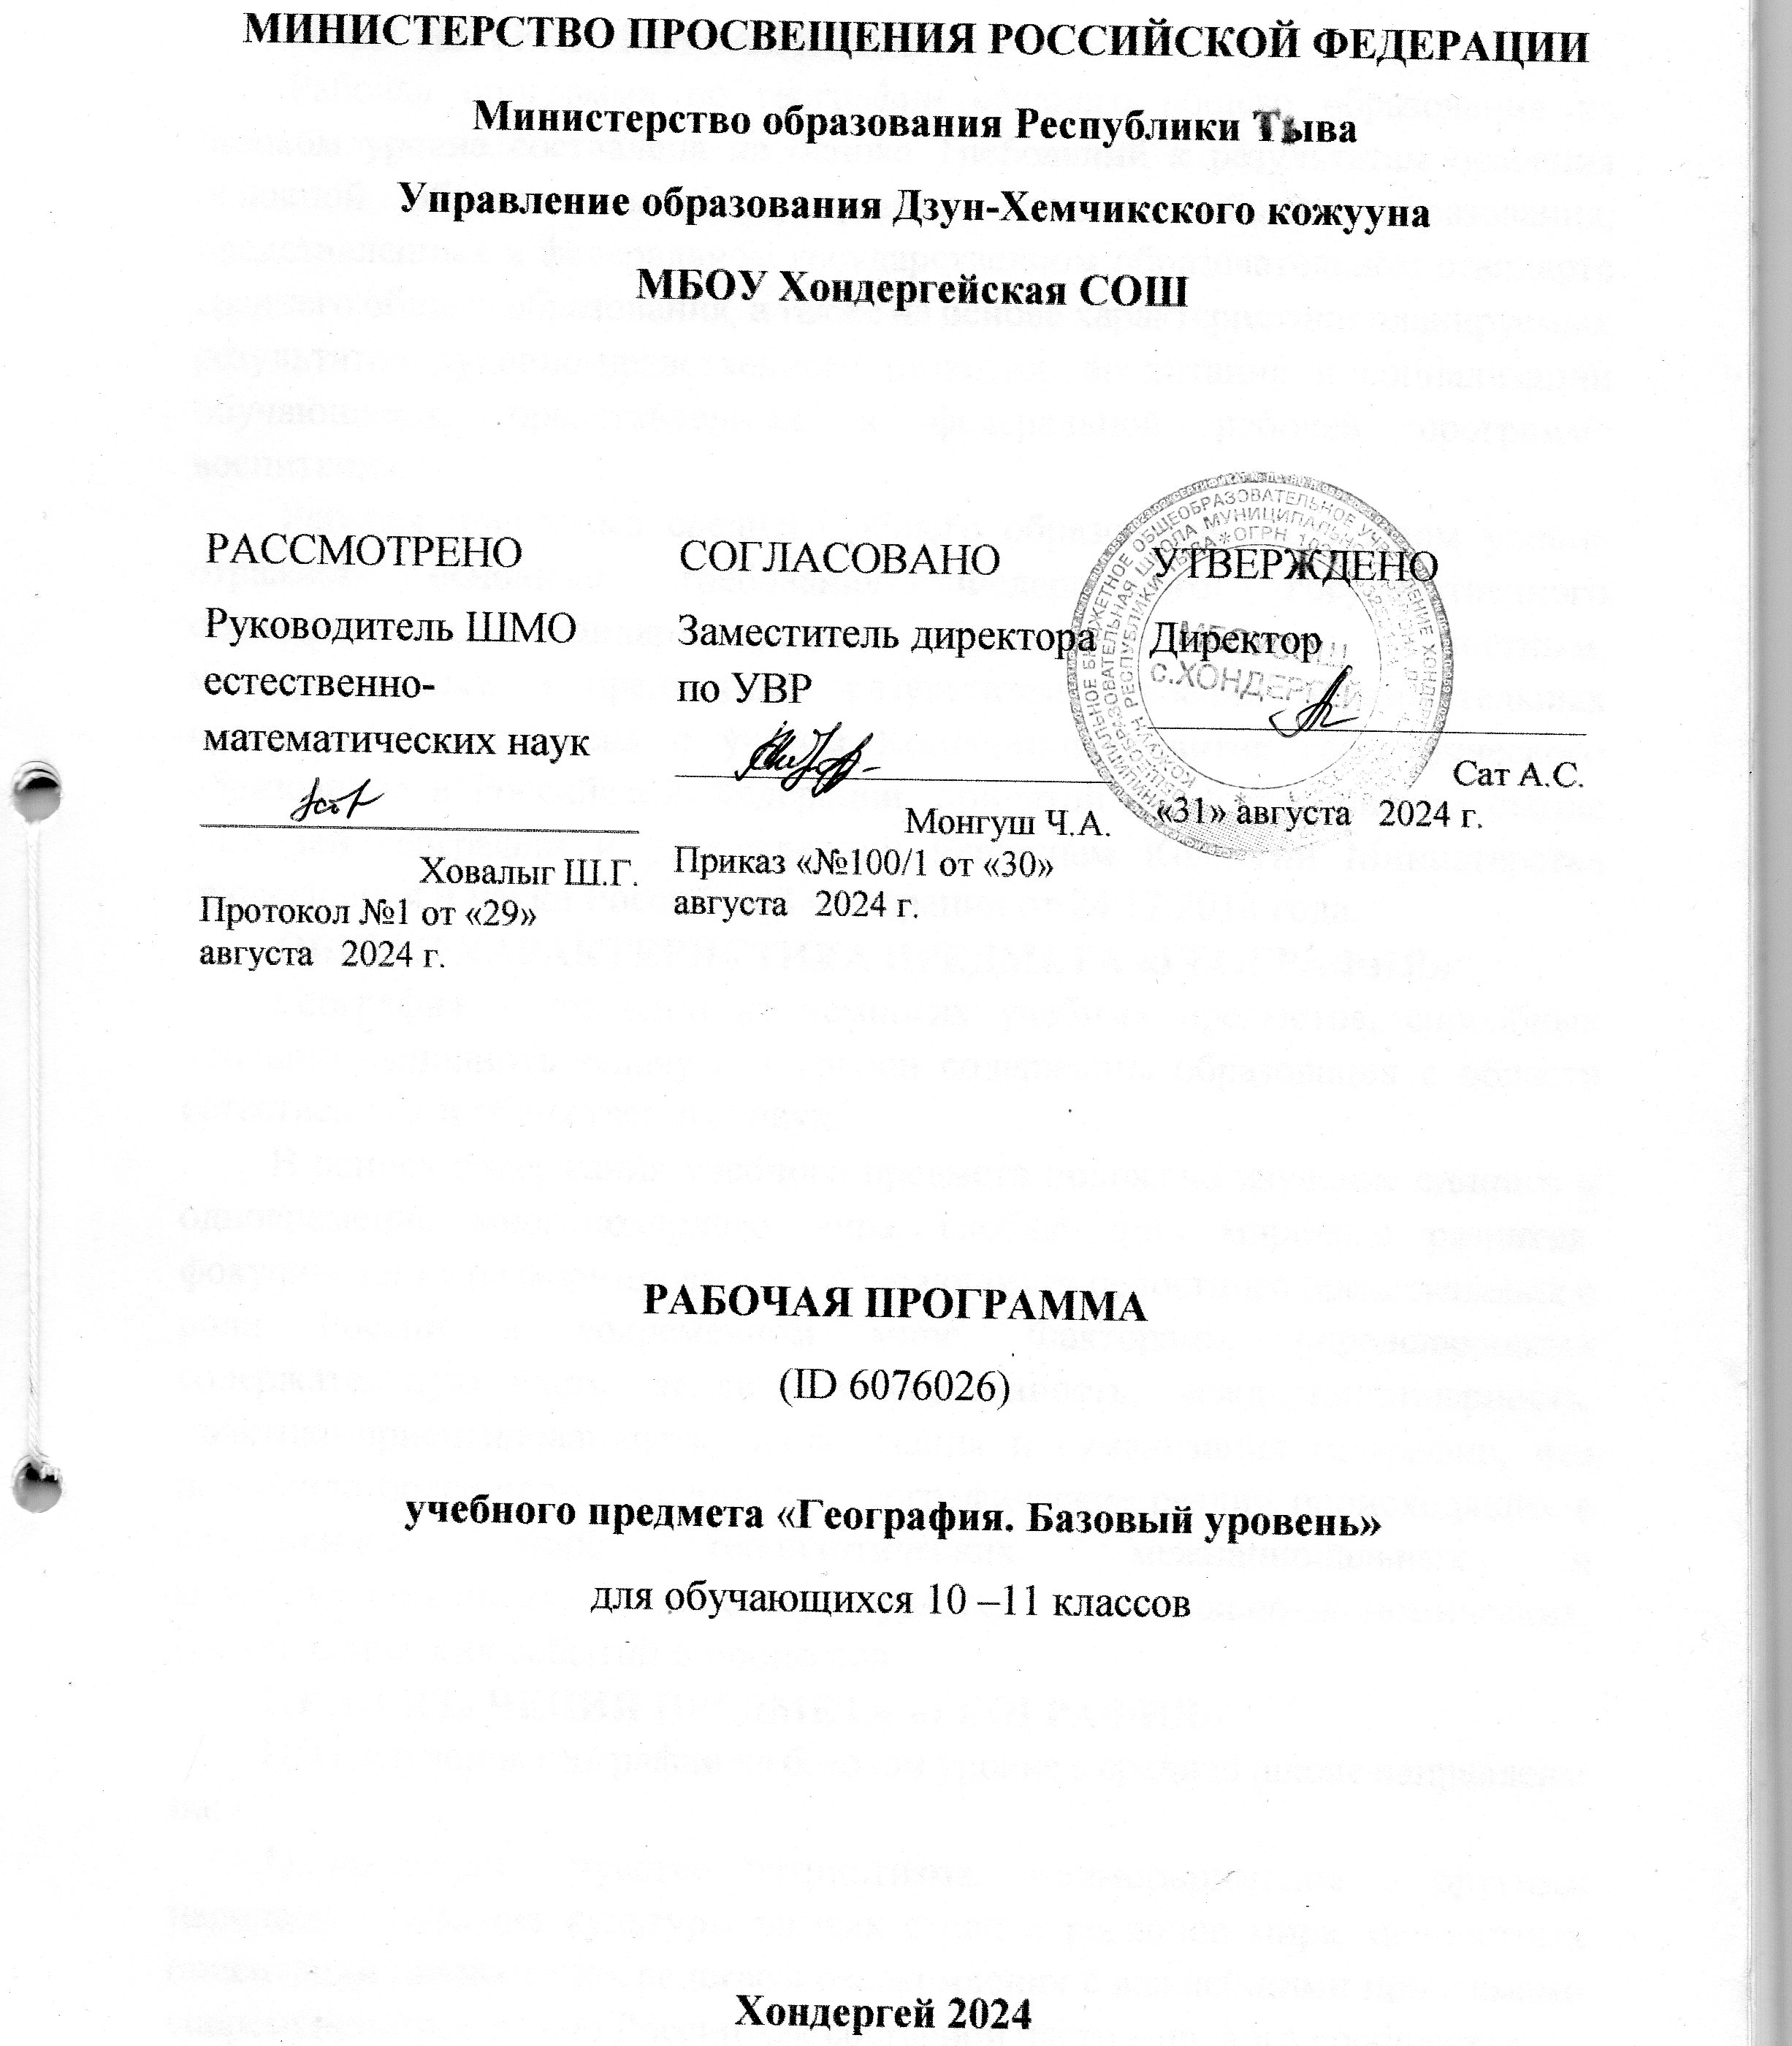 МИНИСТЕРСТВО ПРОСВЕЩЕНИЯ РОССИЙСКОЙ ФЕДЕРАЦИИ
Министерство образования Республики Тыва
Управление образования Дзун-Хемчикского кожууна
МБОУ Хондергейская СОШ
РАССМОТРЕНО
Руководитель ШМО
естественно-
математических наук
Ховалыг Ш.Г.
Протокол №1 от «29»
августа 2024 г.
СОГЛАСОВАНО
Заместитель директора
по УВР
Монгуш Ч.А.
Приказ «№100/1 от «30»
августа 2024 г.
УТВЕРЖДЕНО
Директор
Сат А.С.
«31» августа 2024 г.
с.ХОНДЕРГЕЙ
РАБОЧАЯ ПРОГРАММА
(ID 6076026)
учебного предмета «География. Базовый уровень»
для обучающихся 10 –11 классов
Хондергей 2024